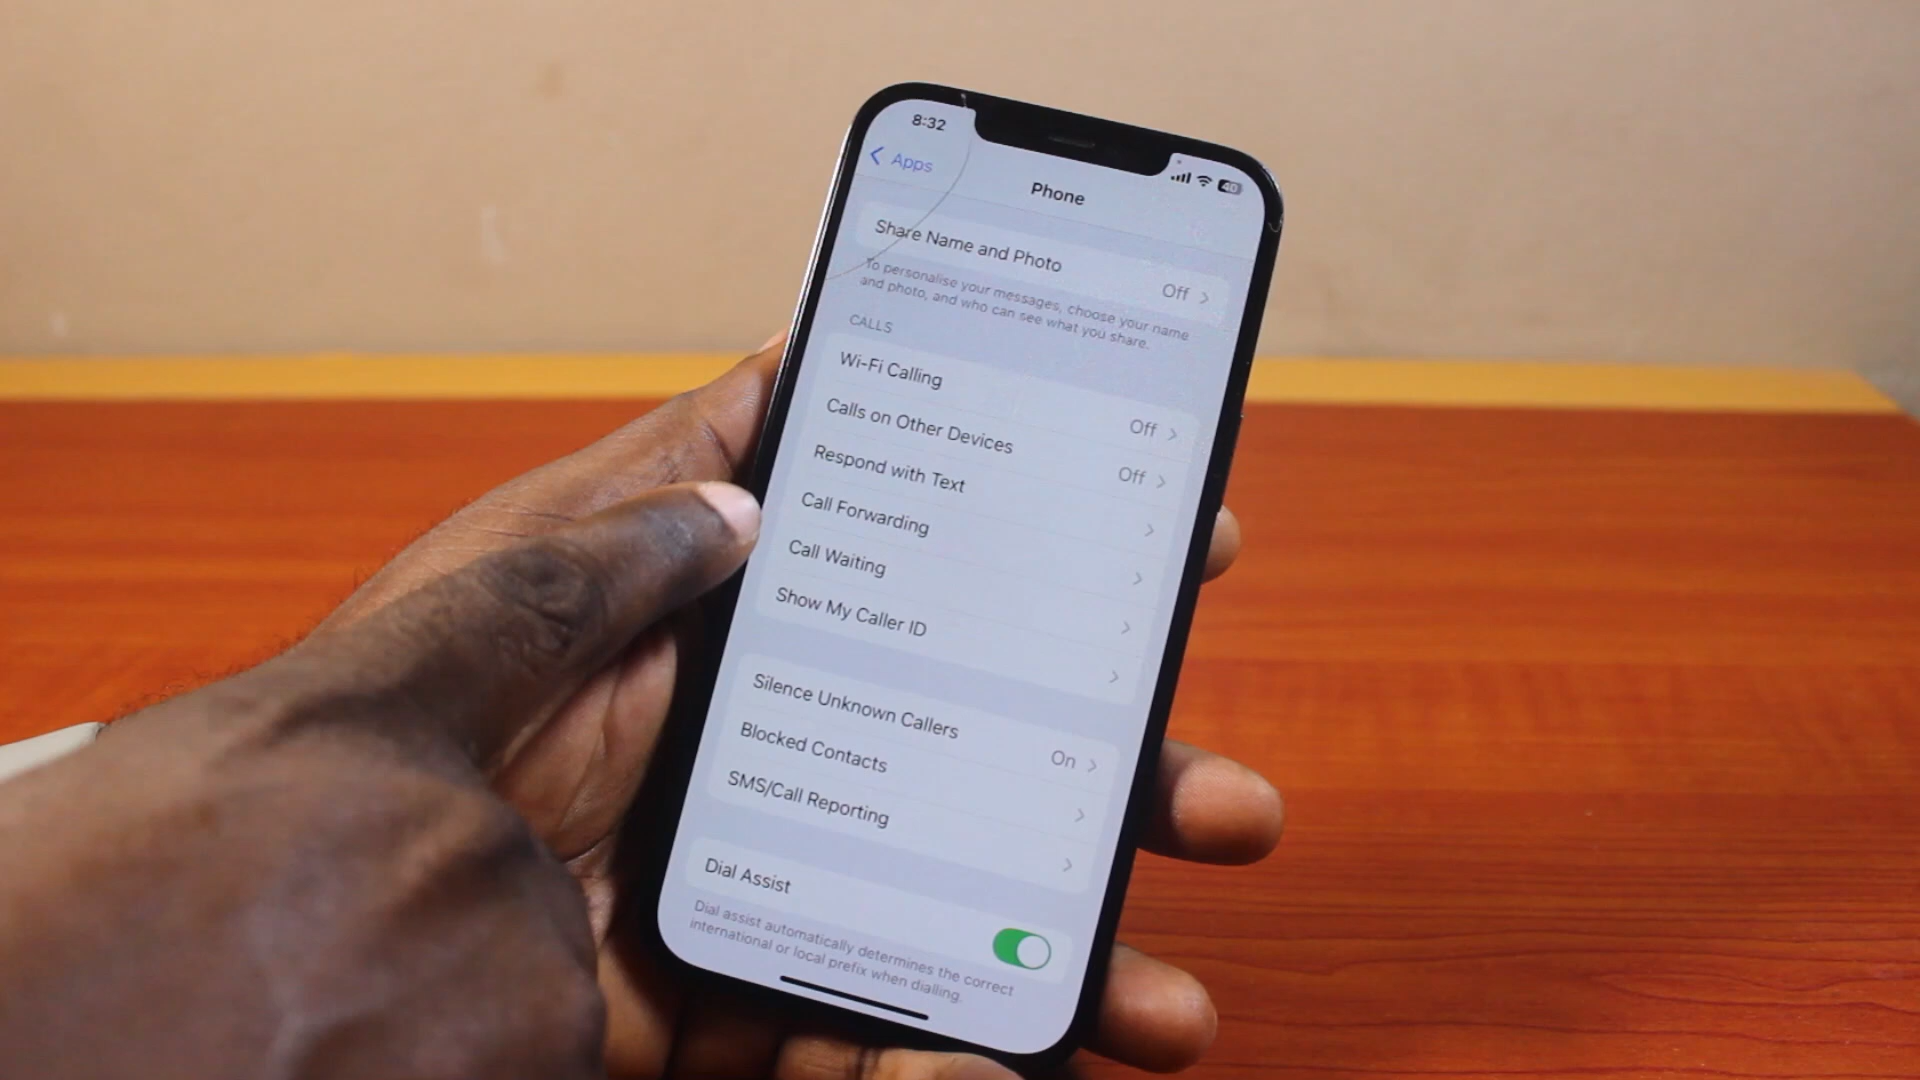 8:32
40
Apps
Phone
Share Name and Photo
Off
To personalise your messages, choose your name
and photo, and who can see what you share.
CALLS
Wi-Fi Calling
Off
Calls on Other Devices
Off
Respond with Text
Call Forwarding
Call Waiting
Show My Caller ID
Silence Unknown Callers
On
Blocked Contacts
SMS/Call Reporting
Dial Assist
Dial assist automatically determines the correct
international or local prefix when dialling.